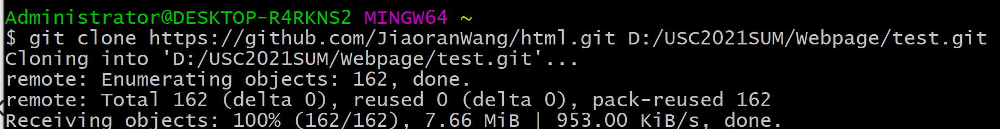 Administrator@DESKTOP-R4RKNS2 MINGW64 ~
$ git clone https://github.com/JiaoranWang/html.git D:/USC2021SUM/Webpage/test.git
Cloning into 'D:/USC2021SUM/Webpage/test.git'...
remote: Enumerating objects: 162, done.
remote: Total 162 (delta 0), reused 0 (delta 0), pack-reused 162
Receiving objects: 100% (162/162), 7.66 MiB | 953.00 KiB/s, done.